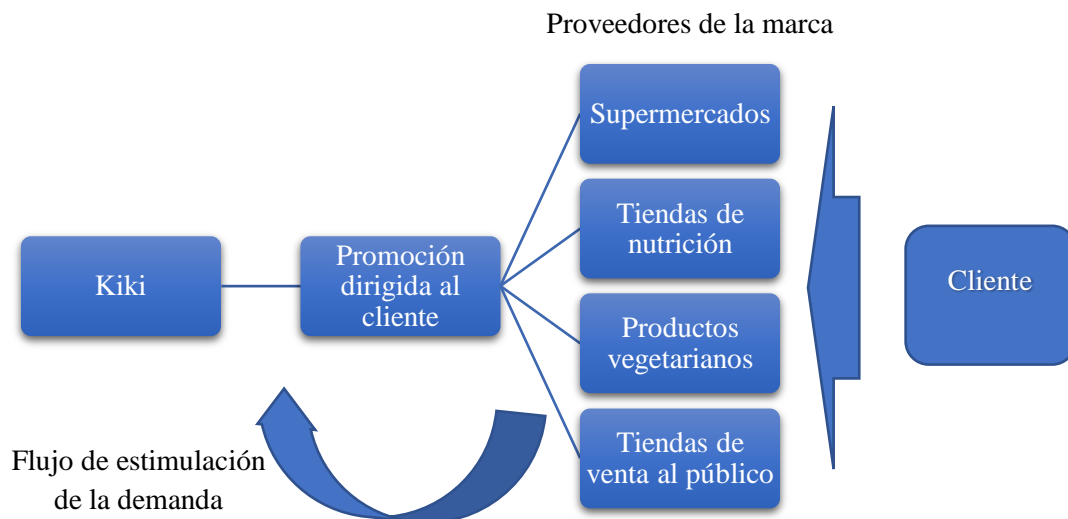 Proveedores de la marca
Supermercados
Tiendas de
nutrición
Kiki
Promoción
dirigida al
cliente
Productos
vegetarianos
Cliente
Tiendas de
venta al público
Flujo de estimulación
de la demanda